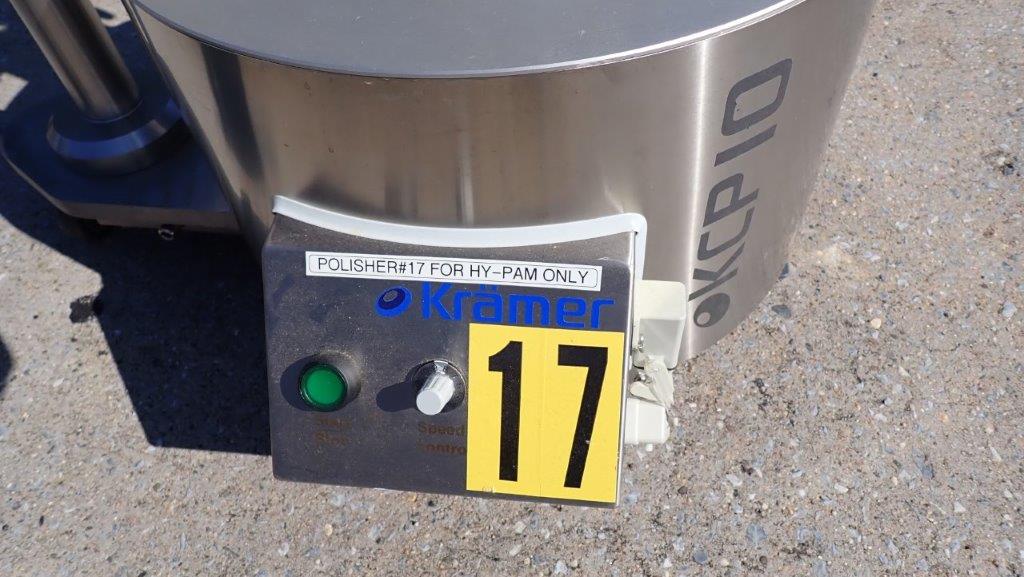 KCP10
POLISHER#17 FOR HY-PAM ONLY
Krämer
17
Speed